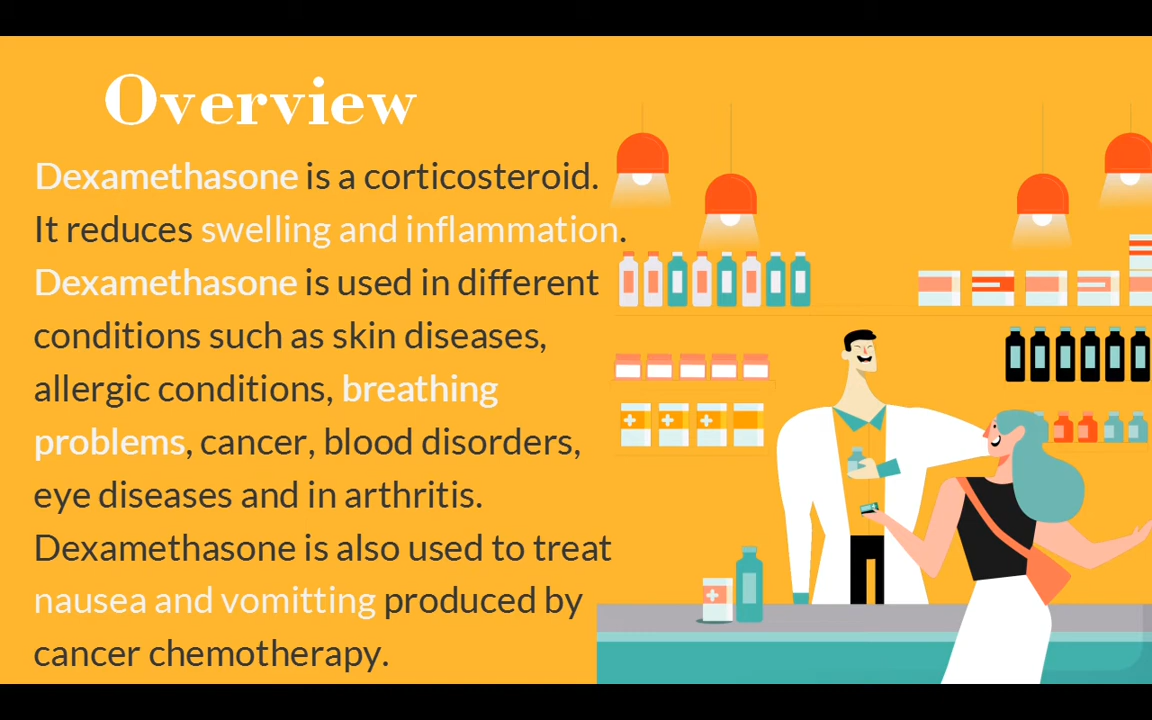 Overview
Dexamethasone is a corticosteroid.
It reduces swelling and inflammation.
Dexamethasone is used in different
conditions such as skin diseases,
allergic conditions, breathing
problems, cancer, blood disorders,
eye diseases and in arthritis.
Dexamethasone is also used to treat
nausea and vomitting produced by
cancer chemotherapy.